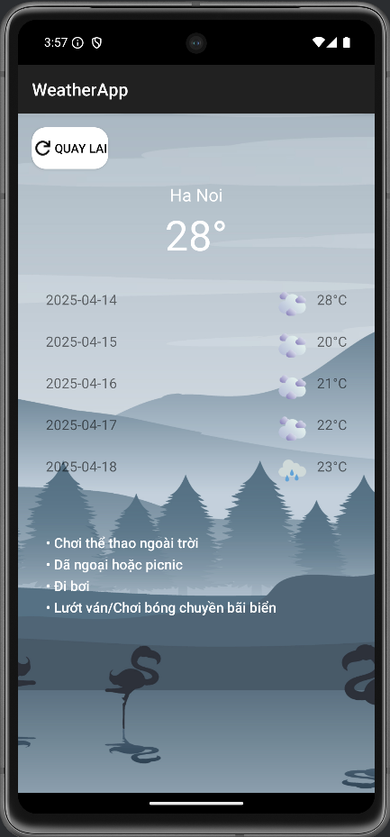 3:57
WeatherApp
QUAY LAI
Ha Noi
28°
2025-04-14 28°C
2025-04-15 20°C
2025-04-16 21°C
2025-04-17 22°C
2025-04-18 23°C
• Chơi thể thao ngoài trời
• Dã ngoại hoặc picnic
• Đi bơi
• Lướt ván/Chơi bóng chuyền bãi biển